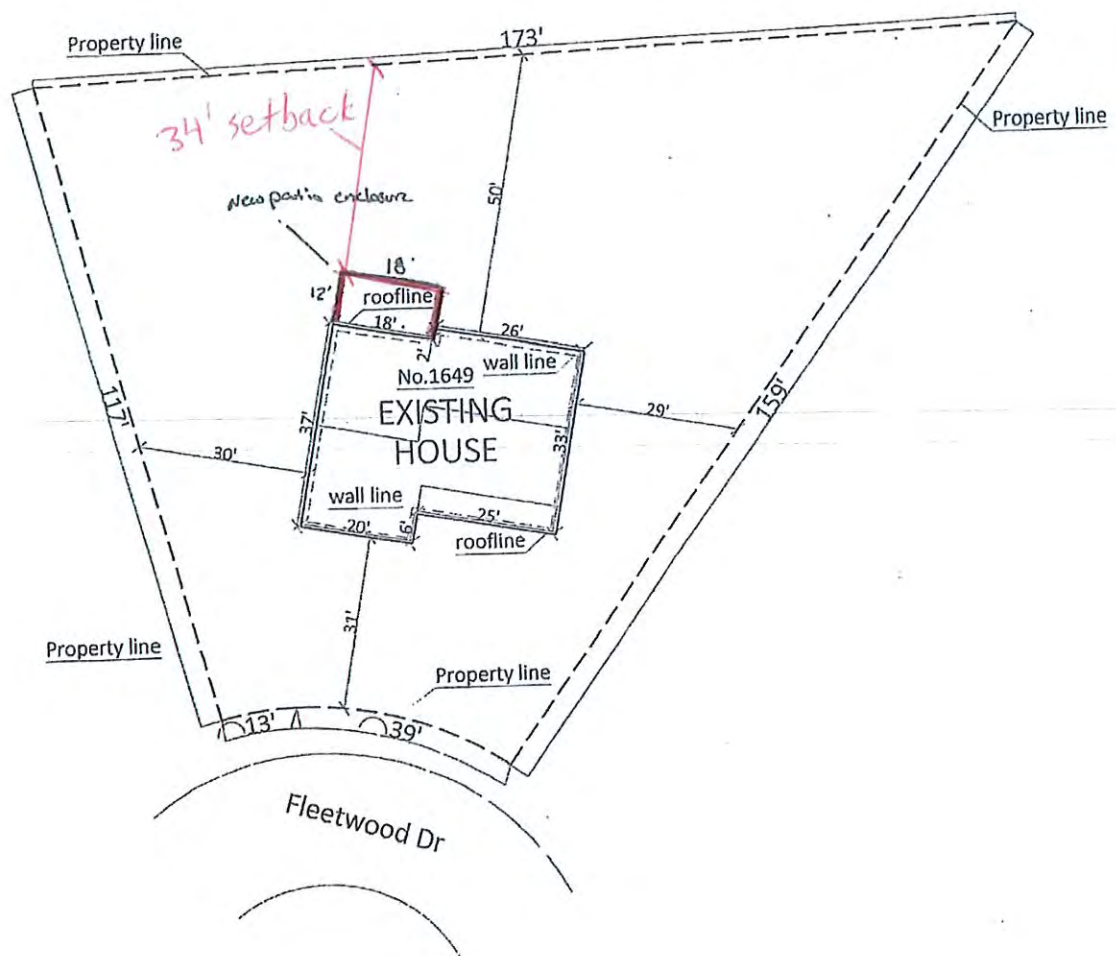 Property line
173'
34' setback
Property line
New patio enclosure
50'
18'
12'
roofline
18'
26'
2'
wall line
No.1649
EXISTING
HOUSE
117'
37'
33'
29'
159'
30'
wall line
20'
6'
25'
roofline
31'
Property line
Property line
13'
39'
Fleetwood Dr